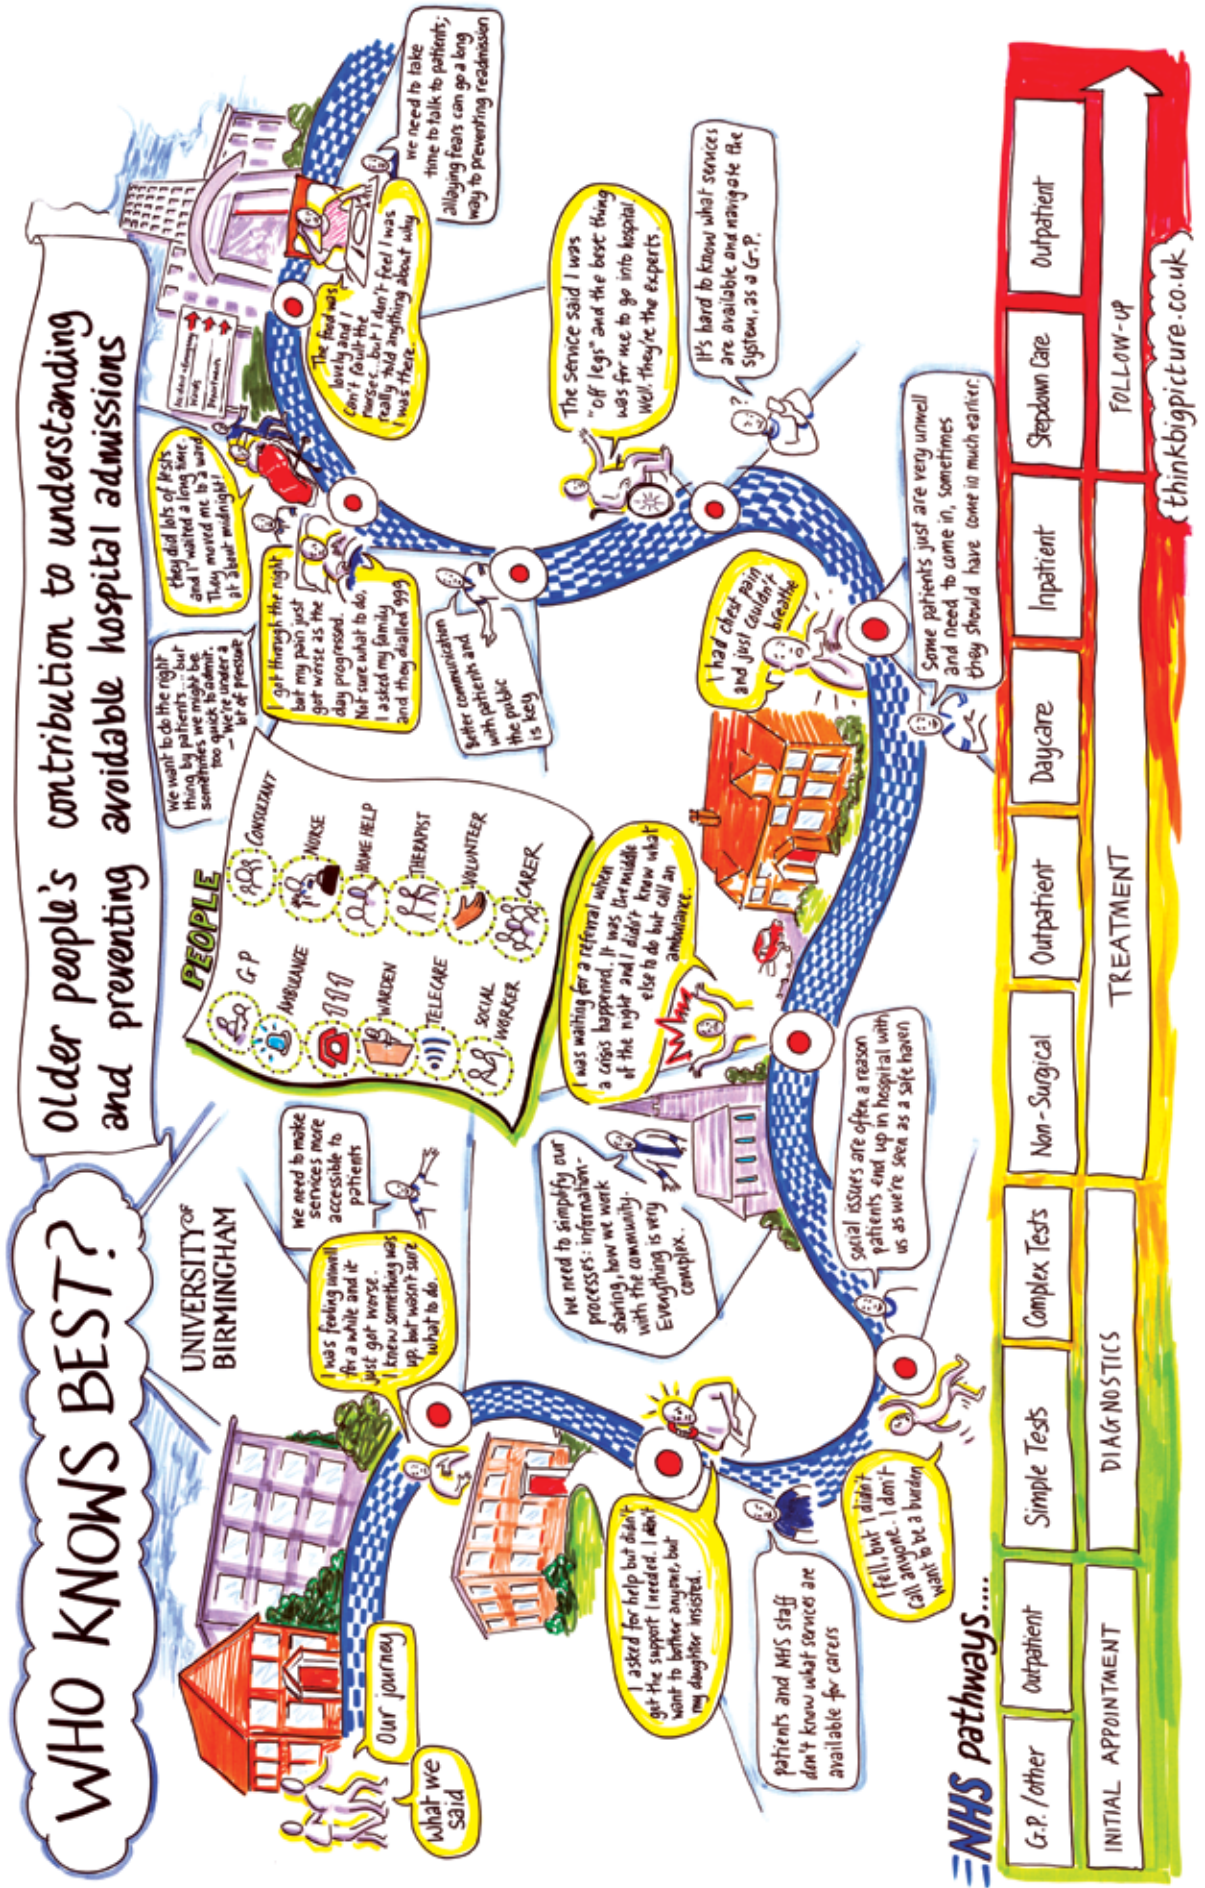 WHO KNOWS BEST?
Older people's contribution to understanding
and preventing avoidable hospital admissions
UNIVERSITY OF
BIRMINGHAM
What we
said
Our journey
I was feeling unwell
for a while and it
just got worse.
I knew something was
up, but wasn't sure
what to do.
We need to make
services more
accessible to
patients
I asked for help but didn't
get the support I needed. I didn't
want to bother anyone, but
my daughter insisted.
patients and NHS staff
don't know what services are
available for carers
I fell, but I didn't
call anyone. I don't
want to be a burden
social issues are often a reason
patients end up in hospital with
us as we're seen as a safe haven
We need to simplify our
processes: information-
sharing, how we work
with the community.
Everything is very
complex.
I was waiting for a referral when
a crisis happened. It was the middle
of the night and I didn't know what
else to do but call an
ambulance.
PEOPLE
GP
AMBULANCE
111
WARDEN
TELECARE
SOCIAL
WORKER
CONSULTANT
NURSE
HOME HELP
THERAPIST
VOLUNTEER
CARER
I had chest pain
and just couldn't
breathe
Some patients just are very unwell
and need to come in, sometimes
they should have come in much earlier.
It's hard to know what services
are available and navigate the
system, as a G.P.
?
The service said I was
"off legs" and the best thing
was for me to go into hospital.
Well, they're the experts.
Better communication
with patients and
the public
is key
I got through the night
but my pain just
got worse as the
day progressed.
Not sure what to do,
I asked my family
and they dialled 999
We want to do the right
thing by patients... but
sometimes we might be
too quick to admit.
- We're under a
lot of pressure
they did lots of tests
and I waited a long time.
They moved me to a ward
at about midnight!
Wards
The food was
lovely and I
can't fault the
nurses... but I don't feel I was
really told anything about why
I was there.
we need to take
time to talk to patients;
allaying fears can go a long
way to preventing readmission
NHS pathways....
G.P./other
Outpatient
Simple Tests
Complex Tests
Non-Surgical
Outpatient
Daycare
Inpatient
Stepdown Care
Outpatient
INITIAL APPOINTMENT
DIAGNOSTICS
TREATMENT
FOLLOW-UP
thinkbigpicture.co.uk